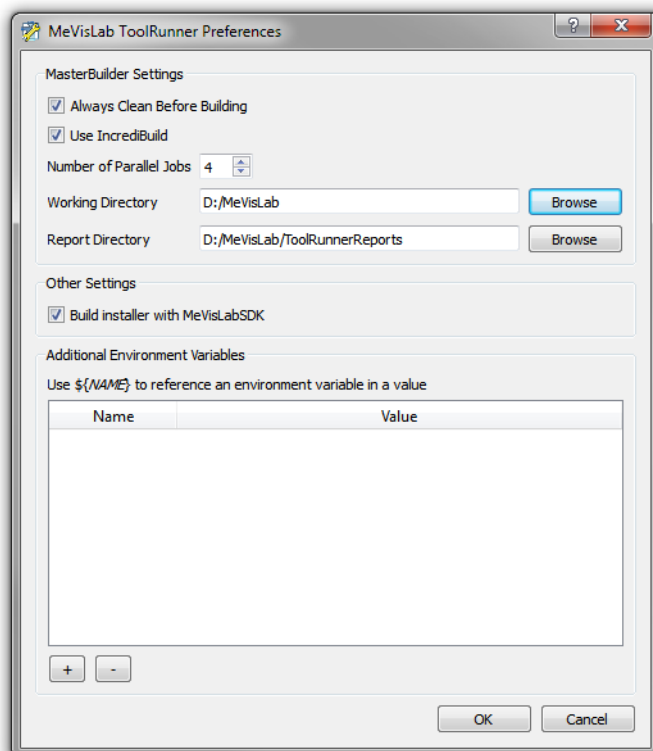 MeVisLab ToolRunner Preferences
MasterBuilder Settings
Always Clean Before Building
Use IncrediBuild
Number of Parallel Jobs 4
Working Directory D:/MeVisLab Browse
Report Directory D:/MeVisLab/ToolRunnerReports Browse
Other Settings
Build installer with MeVisLabSDK
Additional Environment Variables
Use ${NAME} to reference an environment variable in a value
Name Value
+ -
OK Cancel